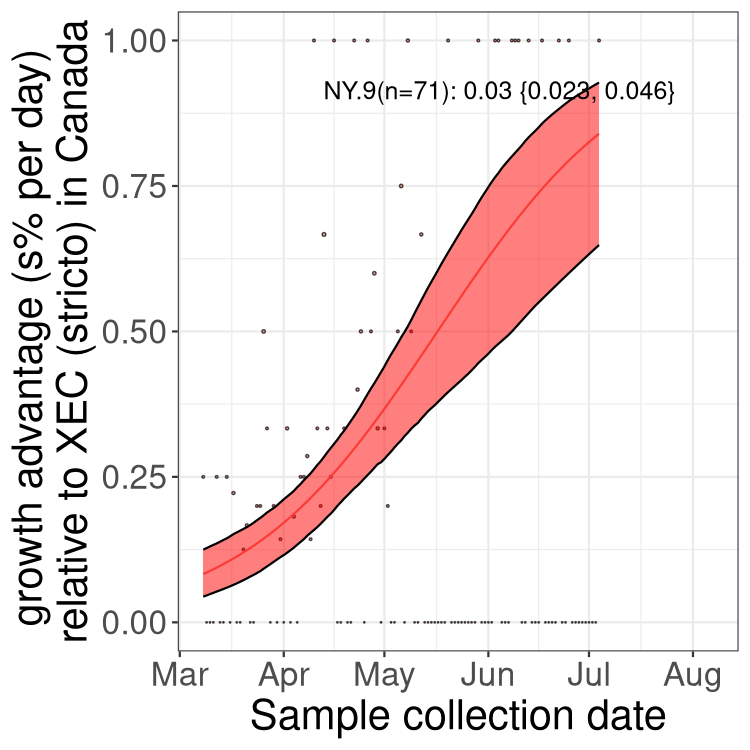 growth advantage (s% per day)
relative to XEC (stricto) in Canada
1.00
0.75
0.50
0.25
0.00
NY.9(n=71): 0.03 {0.023, 0.046}
Mar Apr May Jun Jul Aug
Sample collection date